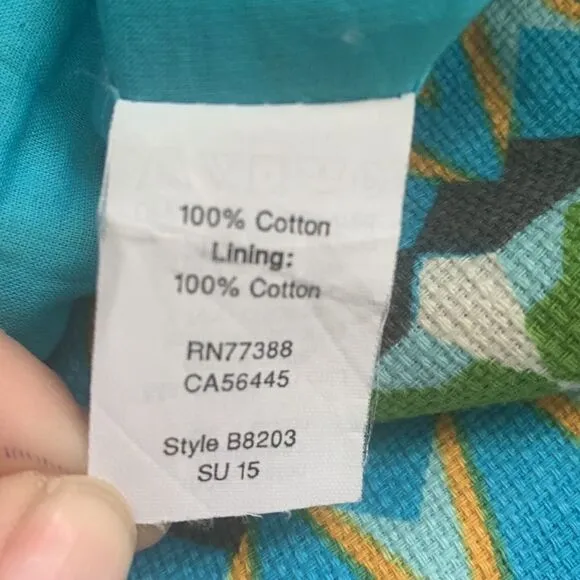 100% Cotton
Lining:
100% Cotton
RN77388
CA56445
Style B8203
SU 15